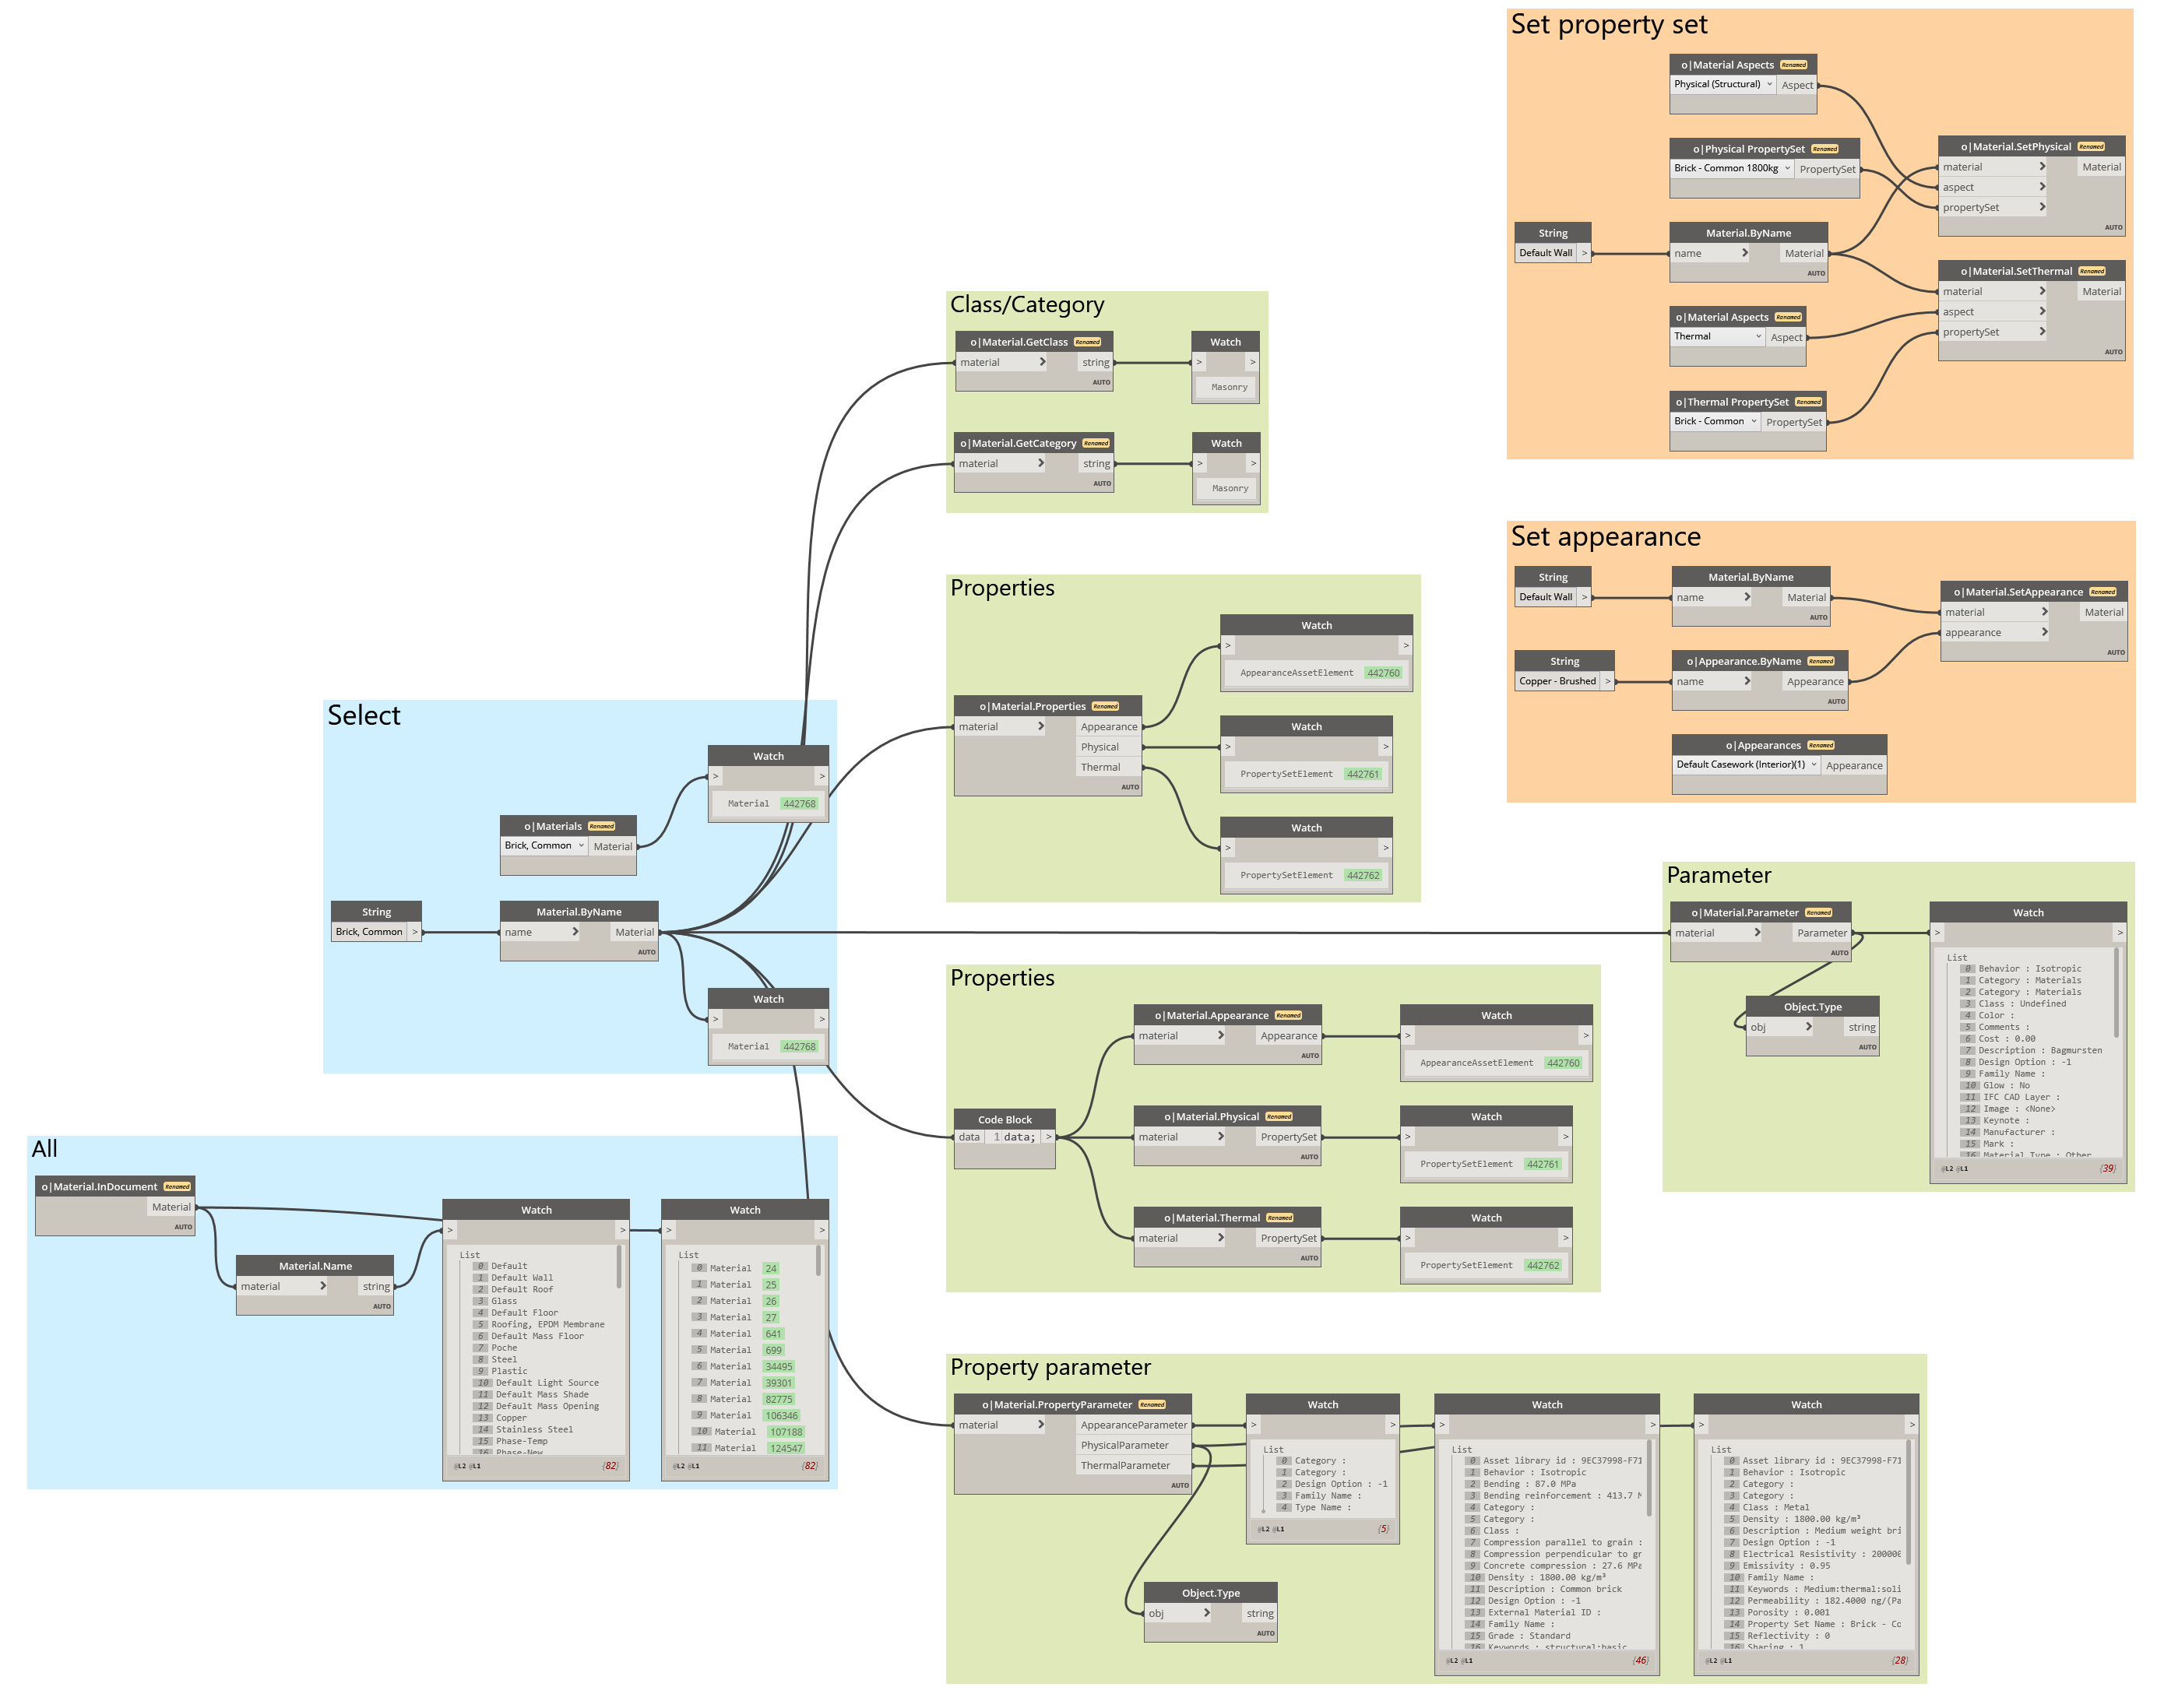 Set property set
o|Material Aspects Renamed
Physical (Structural) Aspect
o|Physical PropertySet Renamed
Brick - Common 1800kg PropertySet
String
Default Wall >
Material.ByName
name Material
AUTO
o|Material Aspects Renamed
Thermal Aspect
o|Thermal PropertySet Renamed
Brick - Common PropertySet
o|Material.SetPhysical Renamed
material Material
aspect
propertySet
AUTO
o|Material.SetThermal Renamed
material Material
aspect
propertySet
AUTO
Class/Category
o|Material.GetClass Renamed
material string
AUTO
Watch
> >
Masonry
o|Material.GetCategory Renamed
material string
AUTO
Watch
> >
Masonry
Set appearance
String
Default Wall >
Material.ByName
name Material
AUTO
String
Copper - Brushed >
o|Appearance.ByName Renamed
name Appearance
AUTO
o|Appearances Renamed
Default Casework (Interior)(1) Appearance
o|Material.SetAppearance Renamed
material Material
appearance
AUTO
Properties
o|Material.Properties Renamed
material Appearance
Physical
Thermal
AUTO
Watch
> >
AppearanceAssetElement 442760
Watch
> >
PropertySetElement 442761
Watch
> >
PropertySetElement 442762
Select
Watch
> >
Material 442768
o|Materials Renamed
Brick, Common Material
String
Brick, Common >
Material.ByName
name Material
AUTO
Watch
> >
Material 442768
Parameter
o|Material.Parameter Renamed
material Parameter
AUTO
Object.Type
obj string
AUTO
Watch
> >
List
0 Behavior : Isotropic
1 Category : Materials
2 Category : Materials
3 Class : Undefined
4 Color :
5 Comments :
6 Cost : 0.00
7 Description : Bagmursten
8 Design Option : -1
9 Family Name :
10 Glow : No
11 IFC CAD Layer :
12 Image : <None>
13 Keynote :
14 Manufacturer :
15 Mark :
16 Material Type : Other
@L2 @L1 {39}
Properties
Code Block
data 1 data; >
o|Material.Appearance Renamed
material Appearance
AUTO
Watch
> >
AppearanceAssetElement 442760
o|Material.Physical Renamed
material PropertySet
AUTO
Watch
> >
PropertySetElement 442761
o|Material.Thermal Renamed
material PropertySet
AUTO
Watch
> >
PropertySetElement 442762
All
o|Material.InDocument Renamed
Material
AUTO
Material.Name
material string
AUTO
Watch
> >
List
0 Default
1 Default Wall
2 Default Roof
3 Glass
4 Default Floor
5 Roofing, EPDM Membrane
6 Default Mass Floor
7 Poche
8 Steel
9 Plastic
10 Default Light Source
11 Default Mass Shade
12 Default Mass Opening
13 Copper
14 Stainless Steel
15 Phase-Temp
16 Phase-New
@L2 @L1 {82}
Watch
> >
List
0 Material 24
1 Material 25
2 Material 26
3 Material 27
4 Material 641
5 Material 699
6 Material 34495
7 Material 39301
8 Material 82775
9 Material 106346
10 Material 107188
11 Material 124547
@L2 @L1 {82}
Property parameter
o|Material.PropertyParameter Renamed
material AppearanceParameter
PhysicalParameter
ThermalParameter
AUTO
Object.Type
obj string
AUTO
Watch
> >
List
0 Category :
1 Category :
2 Design Option : -1
3 Family Name :
4 Type Name :
@L2 @L1 {5}
Watch
> >
List
0 Asset library id : 9EC37998-F71
1 Behavior : Isotropic
2 Bending : 87.0 MPa
3 Bending reinforcement : 413.7 M
4 Category :
5 Category :
6 Class :
7 Compression parallel to grain :
8 Compression perpendicular to gr
9 Concrete compression : 27.6 MPa
10 Density : 1800.00 kg/m³
11 Description : Common brick
12 Design Option : -1
13 External Material ID :
14 Family Name :
15 Grade : Standard
16 Keywords : structural;basic
@L2 @L1 {46}
Watch
> >
List
0 Asset library id : 9EC37998-F71
1 Behavior : Isotropic
2 Category :
3 Category :
4 Class : Metal
5 Density : 1800.00 kg/m³
6 Description : Medium weight bri
7 Design Option : -1
8 Electrical Resistivity : 200000
9 Emissivity : 0.95
10 Family Name :
11 Keywords : Medium:thermal:soli
12 Permeability : 182.4000 ng/(Pa
13 Porosity : 0.001
14 Property Set Name : Brick - Co
15 Reflectivity : 0
16 Sharing : 1
@L2 @L1 {28}